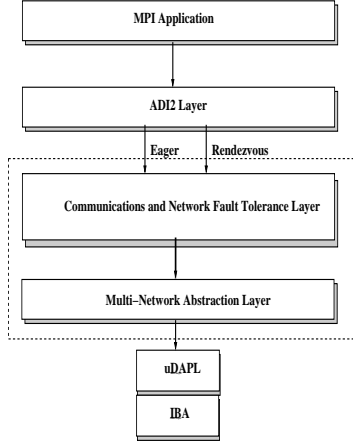 MPI Application
ADI2 Layer
Eager Rendezvous
Communications and Network Fault Tolerance Layer
Multi−Network Abstraction Layer
uDAPL
IBA